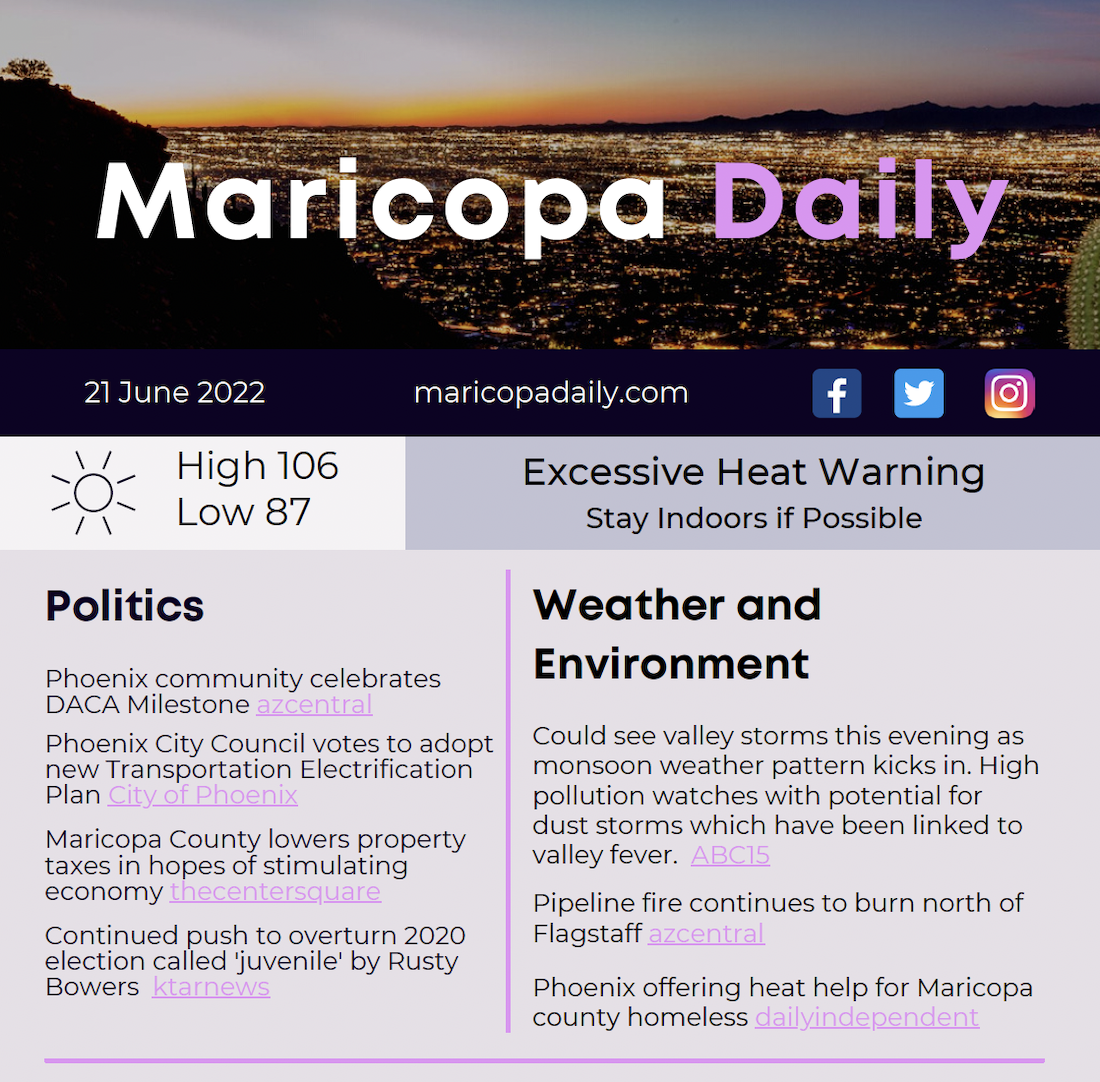 Maricopa Daily
21 June 2022
maricopadaily.com
High 106
Low 87
Excessive Heat Warning
Stay Indoors if Possible
Politics
Phoenix community celebrates
DACA Milestone azcentral
Phoenix City Council votes to adopt
new Transportation Electrification
Plan City of Phoenix
Maricopa County lowers property
taxes in hopes of stimulating
economy thecentersquare
Continued push to overturn 2020
election called 'juvenile' by Rusty
Bowers ktarnews
Weather and
Environment
Could see valley storms this evening as
monsoon weather pattern kicks in. High
pollution watches with potential for
dust storms which have been linked to
valley fever. ABC15
Pipeline fire continues to burn north of
Flagstaff azcentral
Phoenix offering heat help for Maricopa
county homeless dailyindependent